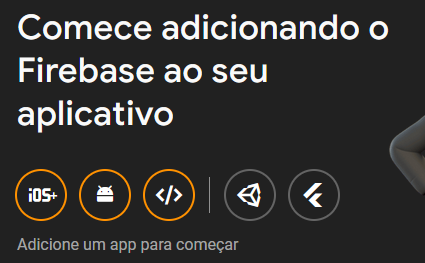 Comece adicionando o
Firebase ao seu
aplicativo
iOS+
Adicione um app para começar